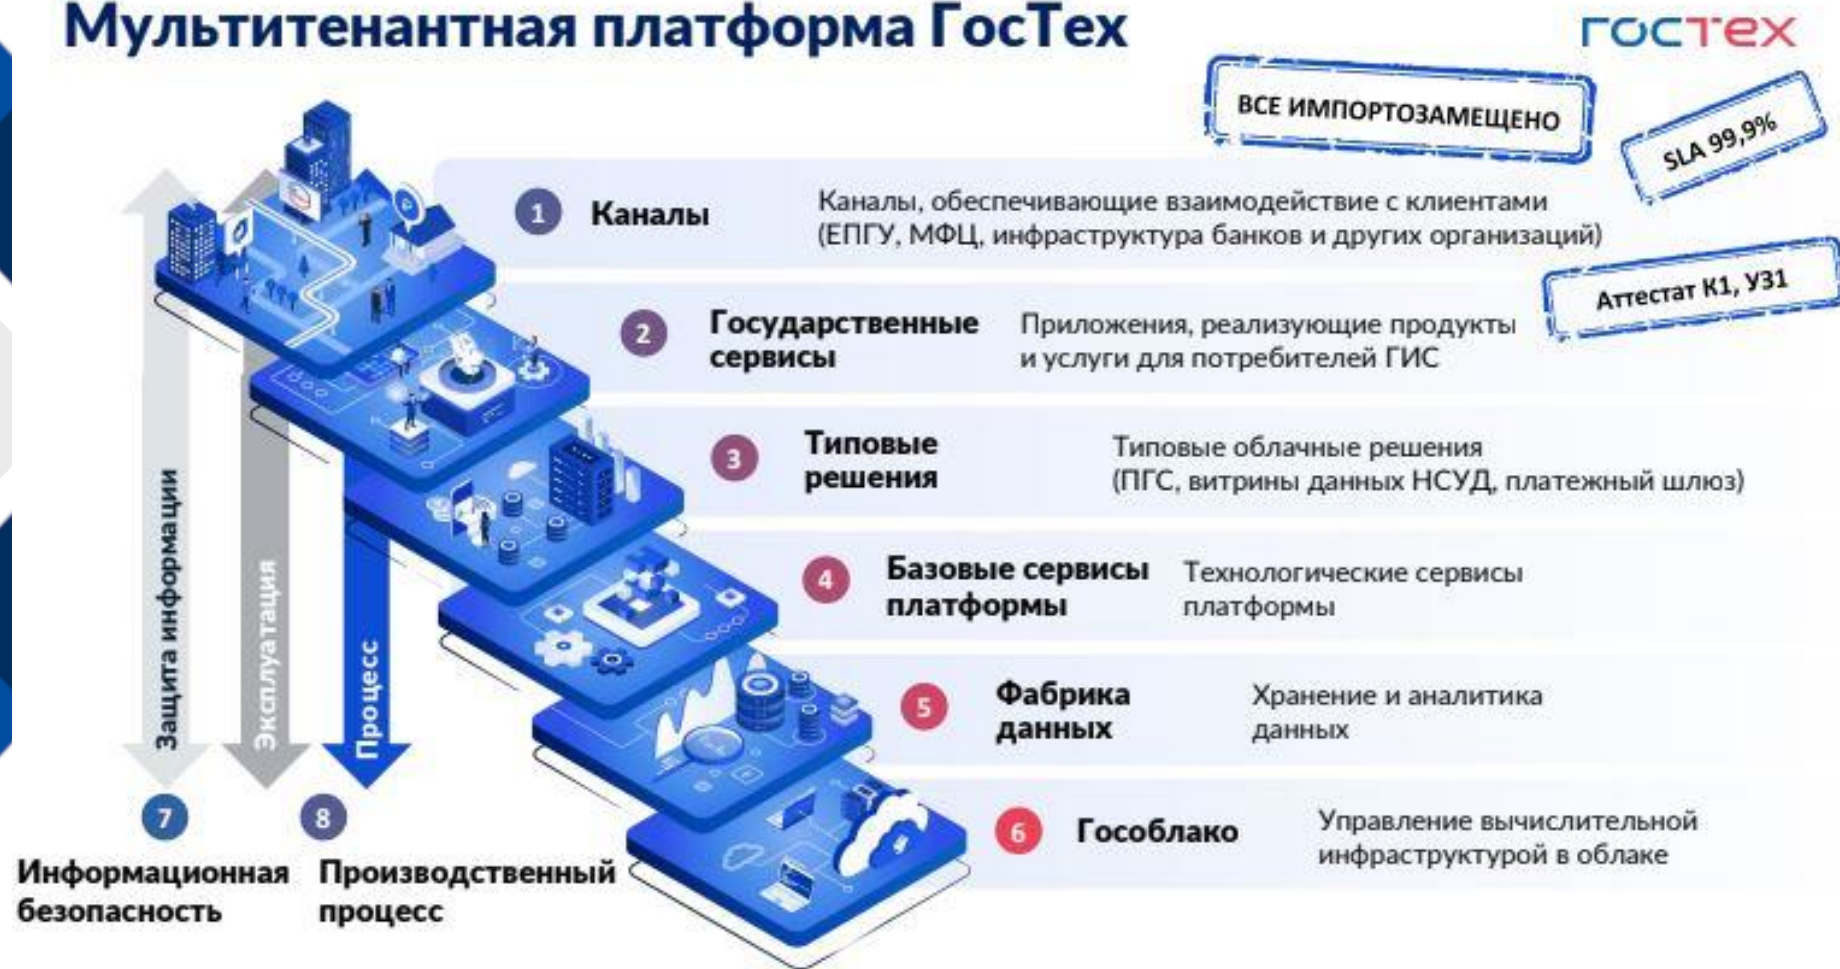 Мультитенантная платформа ГосТех
ГОСТЕХ
ВСЕ ИМПОРТОЗАМЕЩЕНО
SLA 99,9%
Аттестат К1, УЗ1
1
Каналы
Каналы, обеспечивающие взаимодействие с клиентами
(ЕПГУ, МФЦ, инфраструктура банков и других организаций)
2
Государственные
сервисы
Приложения, реализующие продукты
и услуги для потребителей ГИС
3
Типовые
решения
Типовые облачные решения
(ПГС, витрины данных НСУД, платежный шлюз)
4
Базовые сервисы
платформы
Технологические сервисы
платформы
5
Фабрика
данных
Хранение и аналитика
данных
6
Гособлако
Управление вычислительной
инфраструктурой в облаке
Защита информации
Эксплуатация
Процесс
7
Информационная
безопасность
8
Производственный
процесс